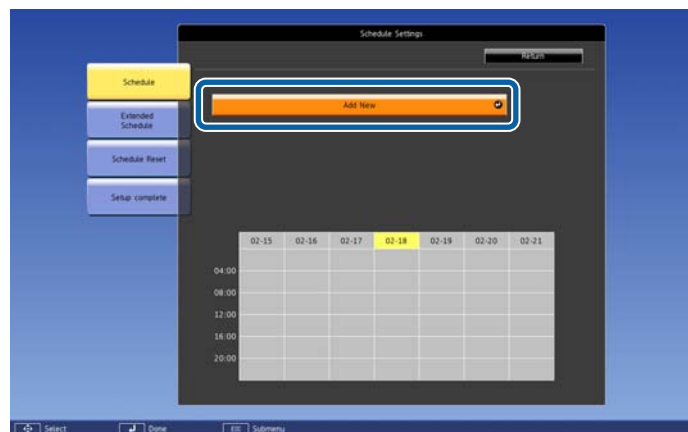 Schedule Settings
Return
Schedule
Add New
Extended
Schedule
Schedule Reset
Setup complete
02-15 02-16 02-17 02-18 02-19 02-20 02-21
04:00
08:00
12:00
16:00
20:00
Select Done Esc Submenu